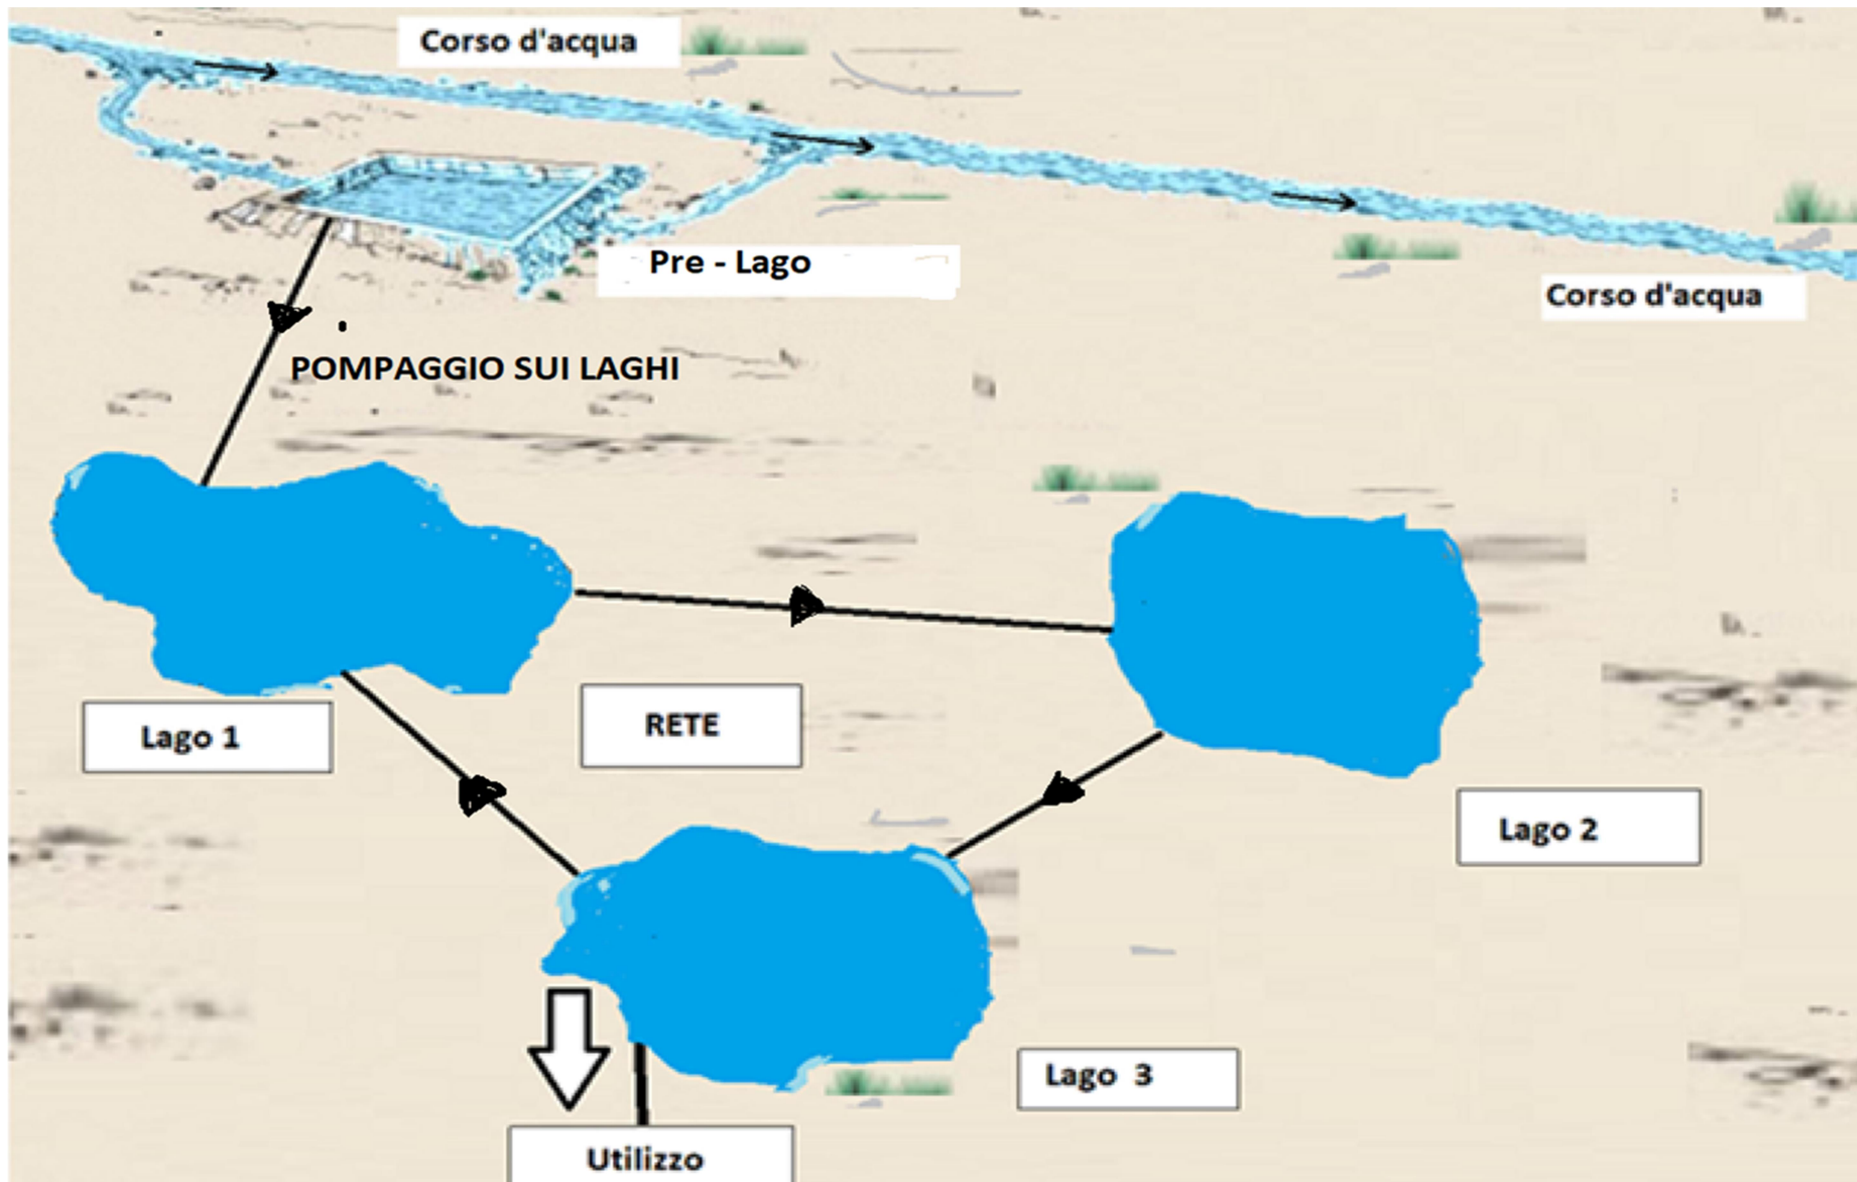 Corso d'acqua
Pre - Lago
Corso d'acqua
POMPAGGIO SUI LAGHI
Lago 1
RETE
Lago 2
Lago 3
Utilizzo